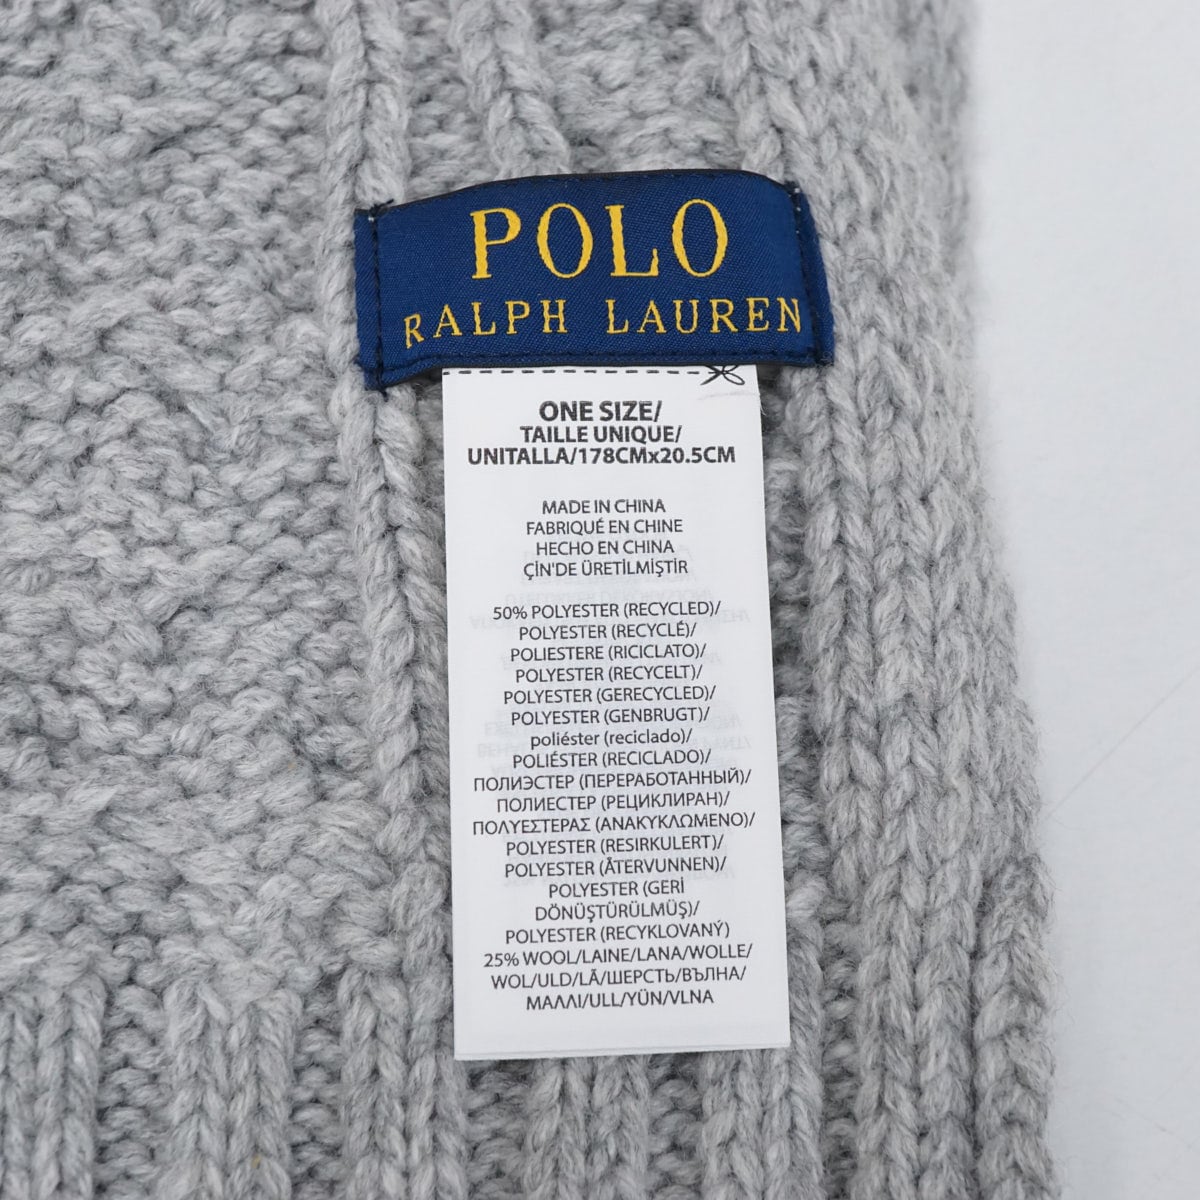 POLO
RALPH LAUREN
ONE SIZE/
TAILLE UNIQUE/
UNITALLA/178CMx20.5CM
MADE IN CHINA
FABRIQUÉ EN CHINE
HECHO EN CHINA
ÇİN'DE ÜRETİLMİŞTİR
50% POLYESTER (RECYCLED)/
POLYESTER (RECYCLÉ)/
POLIESTERE (RICICLATO)/
POLYESTER (RECYCELT)/
POLYESTER (GERECYCLED)/
POLYESTER (GENBRUGT)/
poliéster (reciclado)/
POLIÉSTER (RECICLADO)/
ПОЛИЭСТЕР (ПЕРЕРАБОТАННЫЙ)/
ПОЛИЕСТЕР (РЕЦИКЛИРАН)/
ΠΟΛΥΕΣΤΕΡΑΣ (ΑΝΑΚΥΚΛΩΜΕΝΟ)/
POLYESTER (RESIRKULERT)/
POLYESTER (ÅTERVUNNEN)/
POLYESTER (GERİ
DÖNÜŞTÜRÜLMÜŞ)/
POLYESTER (RECYKLOVANÝ)
25% WOOL/LAINE/LANA/WOLLE/
WOL/ULD/LÃ/ШЕРСТЬ/ВЪЛНА/
ΜΑΛΛΙ/ULL/YÜN/VLNA